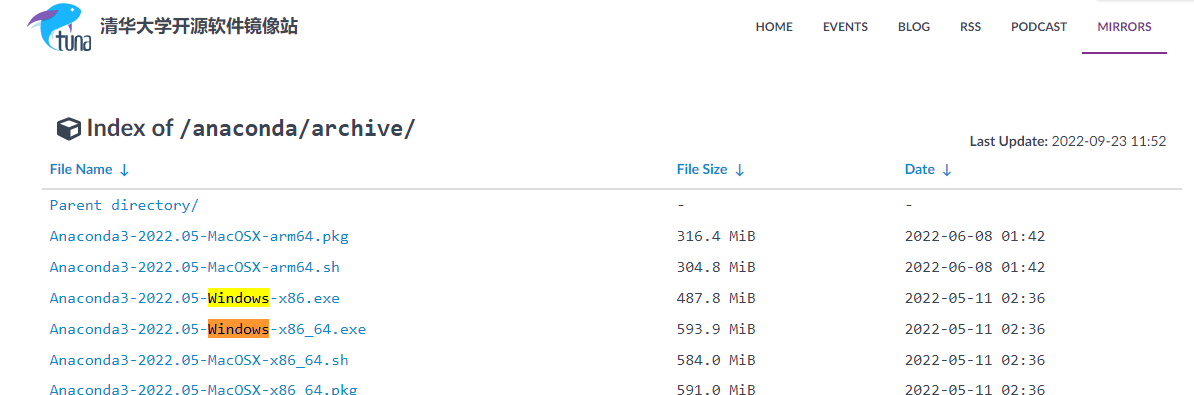 tuna 清华大学开源软件镜像站 HOME EVENTS BLOG RSS PODCAST MIRRORS
Index of /anaconda/archive/
Last Update: 2022-09-23 11:52
File Name ↓ File Size ↓ Date ↓
Parent directory/ - -
Anaconda3-2022.05-MacOSX-arm64.pkg 316.4 MiB 2022-06-08 01:42
Anaconda3-2022.05-MacOSX-arm64.sh 304.8 MiB 2022-06-08 01:42
Anaconda3-2022.05-Windows-x86.exe 487.8 MiB 2022-05-11 02:36
Anaconda3-2022.05-Windows-x86_64.exe 593.9 MiB 2022-05-11 02:36
Anaconda3-2022.05-MacOSX-x86_64.sh 584.0 MiB 2022-05-11 02:36
Anaconda3-2022.05-MacOSX-x86_64.pkg 591.0 MiB 2022-05-11 02:36